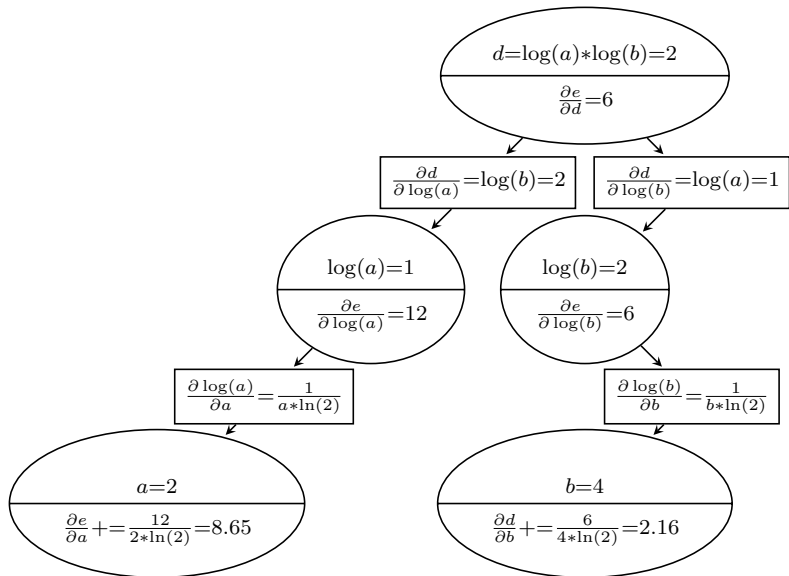 d=log(a)*log(b)=2
∂e/∂d=6
∂d/∂ log(a)=log(b)=2
∂d/∂ log(b)=log(a)=1
log(a)=1
∂e/∂ log(a)=12
log(b)=2
∂e/∂ log(b)=6
∂ log(a)/∂a=1/a*ln(2)
∂ log(b)/∂b=1/b*ln(2)
a=2
∂e/∂a+=12/2*ln(2)=8.65
b=4
∂d/∂b+=6/4*ln(2)=2.16